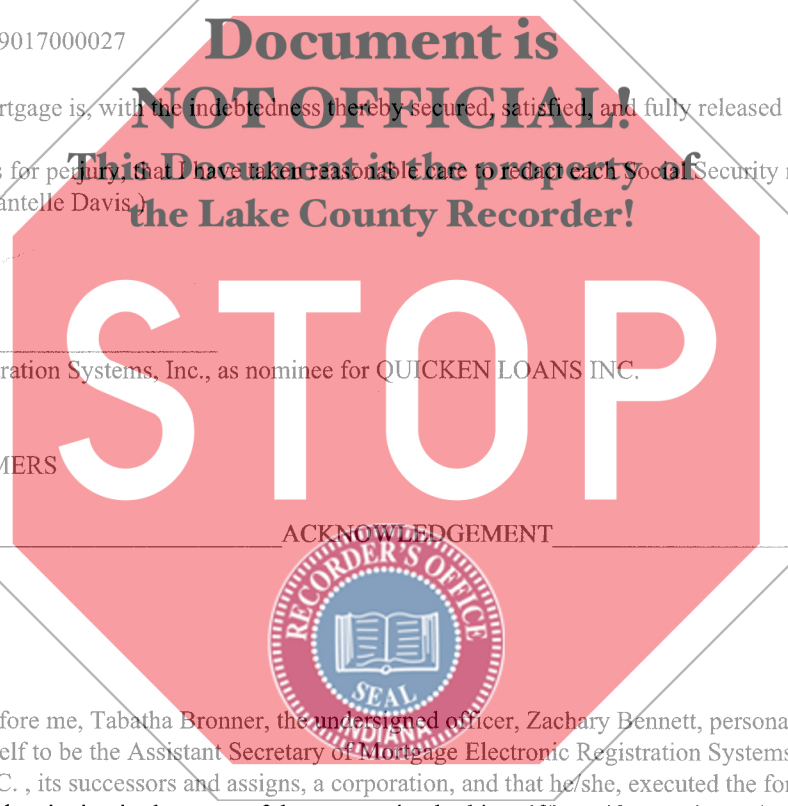 9017000027
Document is
NOT OFFICIAL!
rtgage is, with the indebtedness thereby secured, satisfied, and fully released
This Document is the property of
s for perjury, that I have taken reasonable care to redact each Social Security
antelle Davis.)
the Lake County Recorder!
STOP
ration Systems, Inc., as nominee for QUICKEN LOANS INC.
MERS
ACKNOWLEDGEMENT
RECORDER'S OFFICE
SEAL
INDIANA
fore me, Tabatha Bronner, the undersigned officer, Zachary Bennett, persona
elf to be the Assistant Secretary of Mortgage Electronic Registration Systems
C. , its successors and assigns, a corporation, and that he/she, executed the for